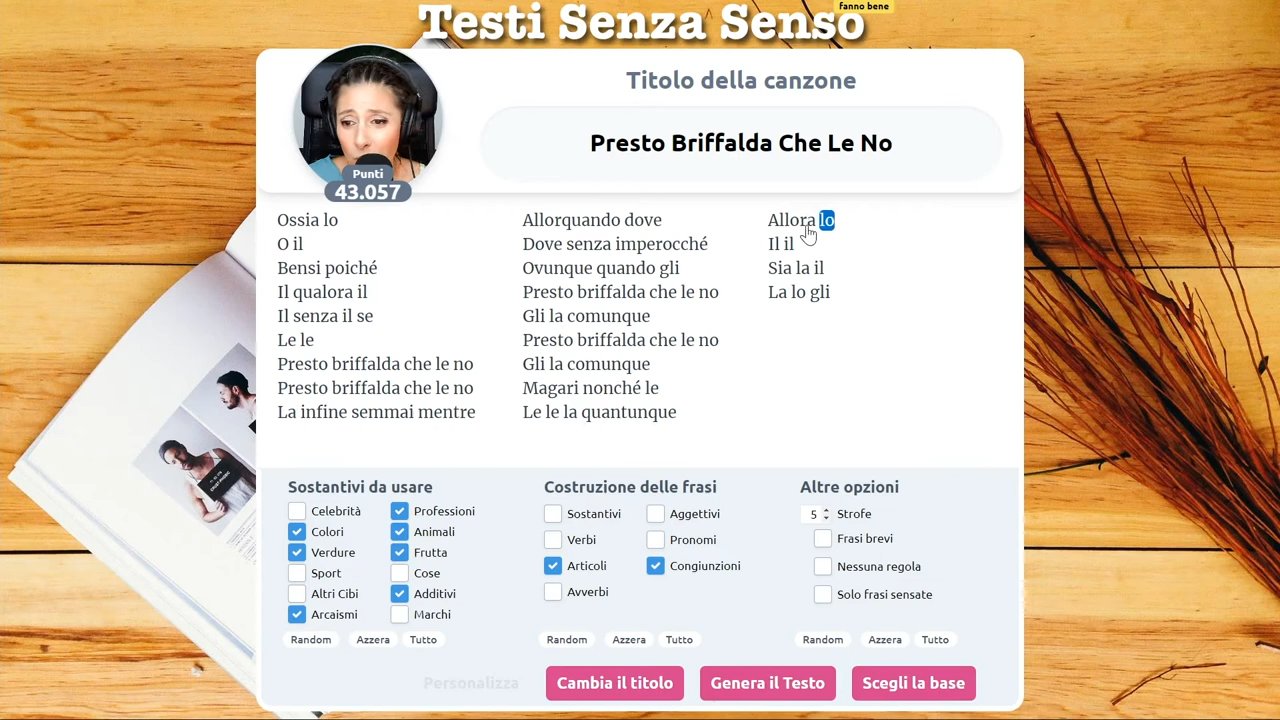 fanno bene
Testi Senza Senso
Titolo della canzone
Presto Briffalda Che Le No
Punti
43.057
Ossia lo
O il
Bensi poiché
Il qualora il
Il senza il se
Le le
Presto briffalda che le no
Presto briffalda che le no
La infine semmai mentre
Allorquando dove
Dove senza imperocché
Ovunque quando gli
Presto briffalda che le no
Gli la comunque
Presto briffalda che le no
Gli la comunque
Magari nonché le
Le le la quantunque
Allora lo
Il il
Sia la il
La lo gli
Sostantivi da usare
Celebrità
Professioni
Colori
Animali
Verdure
Frutta
Sport
Cose
Altri Cibi
Additivi
Arcaismi
Marchi
Random
Azzera
Tutto
Costruzione delle frasi
Sostantivi
Aggettivi
Verbi
Pronomi
Articoli
Congiunzioni
Avverbi
Random
Azzera
Tutto
Altre opzioni
5 Strofe
Frasi brevi
Nessuna regola
Solo frasi sensate
Random
Azzera
Tutto
Personalizza
Cambia il titolo
Genera il Testo
Scegli la base